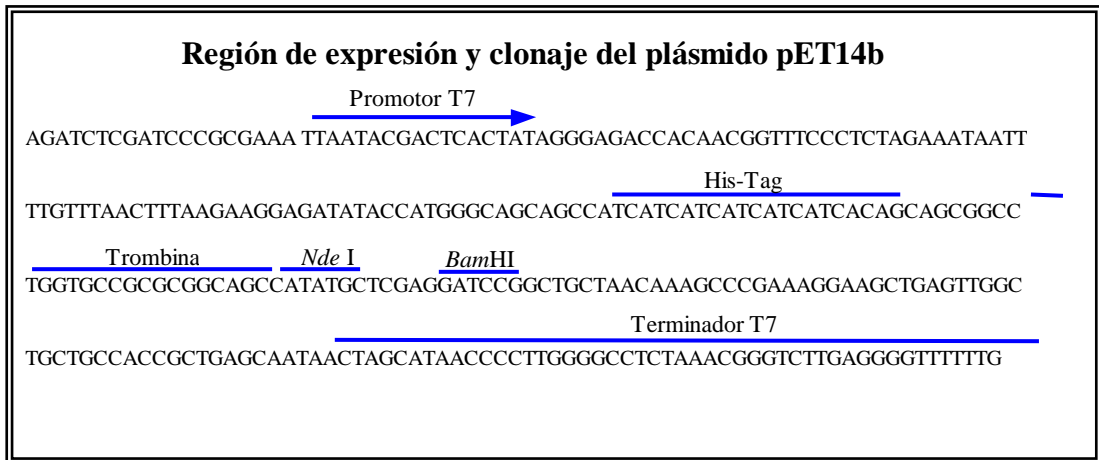 Región de expresión y clonaje del plásmido pET14b
Promotor T7
AGATCTCGATCCCGCGAAA TTAATACGACTCACTATAGGGAGACCACAACGGTTTCCCTCTAGAAATAATT
His-Tag
TTGTTTAACTTTAAGAAGGAGATATACCATGGGCAGCAGCCATCATCATCATCATCATCACAGCAGCGGCC
Trombina Nde I BamHI
TGGTGCCGCGCGGCAGCCATATGCTCGAGGATCCGGCTGCTAACAAAGCCCGAAAGGAAGCTGAGTTGGC
Terminador T7
TGCTGCCACCGCTGAGCAATAACTAGCATAACCCCTTGGGGCCTCTAAACGGGTCTTGAGGGGTTTTTTG